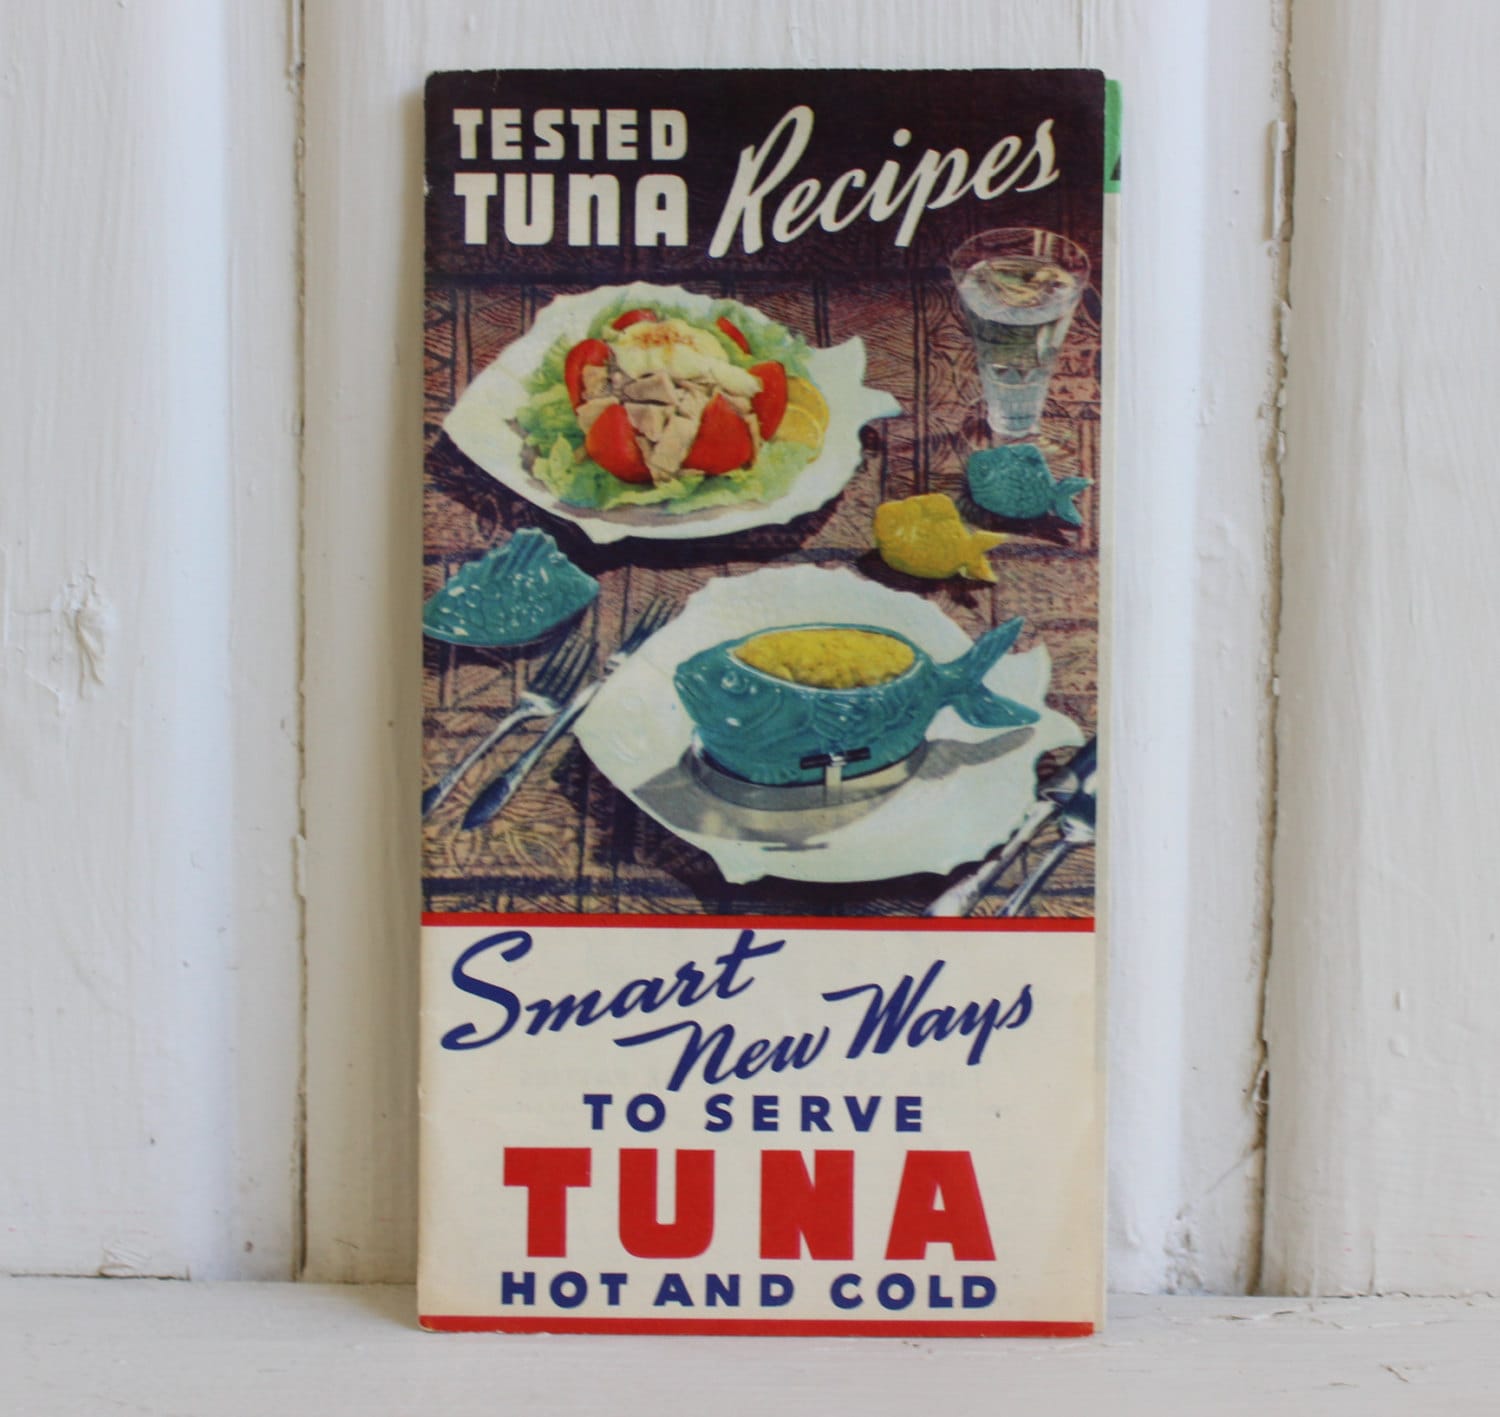 TESTED
TUNA Recipes
Smart
New Ways
TO SERVE
TUNA
HOT AND COLD